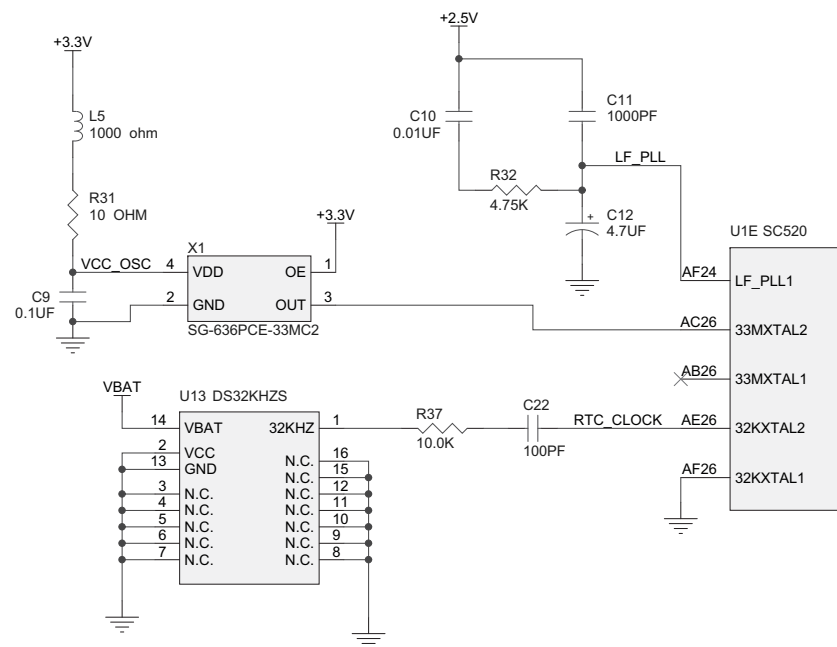 +3.3V
L5
1000 ohm
R31
10 OHM
VCC_OSC
C9
0.1UF
X1
4 VDD OE 1
2 GND OUT 3
SG-636PCE-33MC2
+3.3V
+2.5V
C10
0.01UF
C11
1000PF
R32
4.75K
LF_PLL
+
C12
4.7UF
U1E SC520
AF24 LF_PLL1
AC26 33MXTAL2
AB26 33MXTAL1
AE26 32KXTAL2
AF26 32KXTAL1
VBAT
U13 DS32KHZS
14 VBAT 32KHZ 1
2 VCC N.C. 16
13 GND N.C. 15
3 N.C. N.C. 12
4 N.C. N.C. 11
5 N.C. N.C. 10
6 N.C. N.C. 9
7 N.C. N.C. 8
R37
10.0K
C22
100PF
RTC_CLOCK